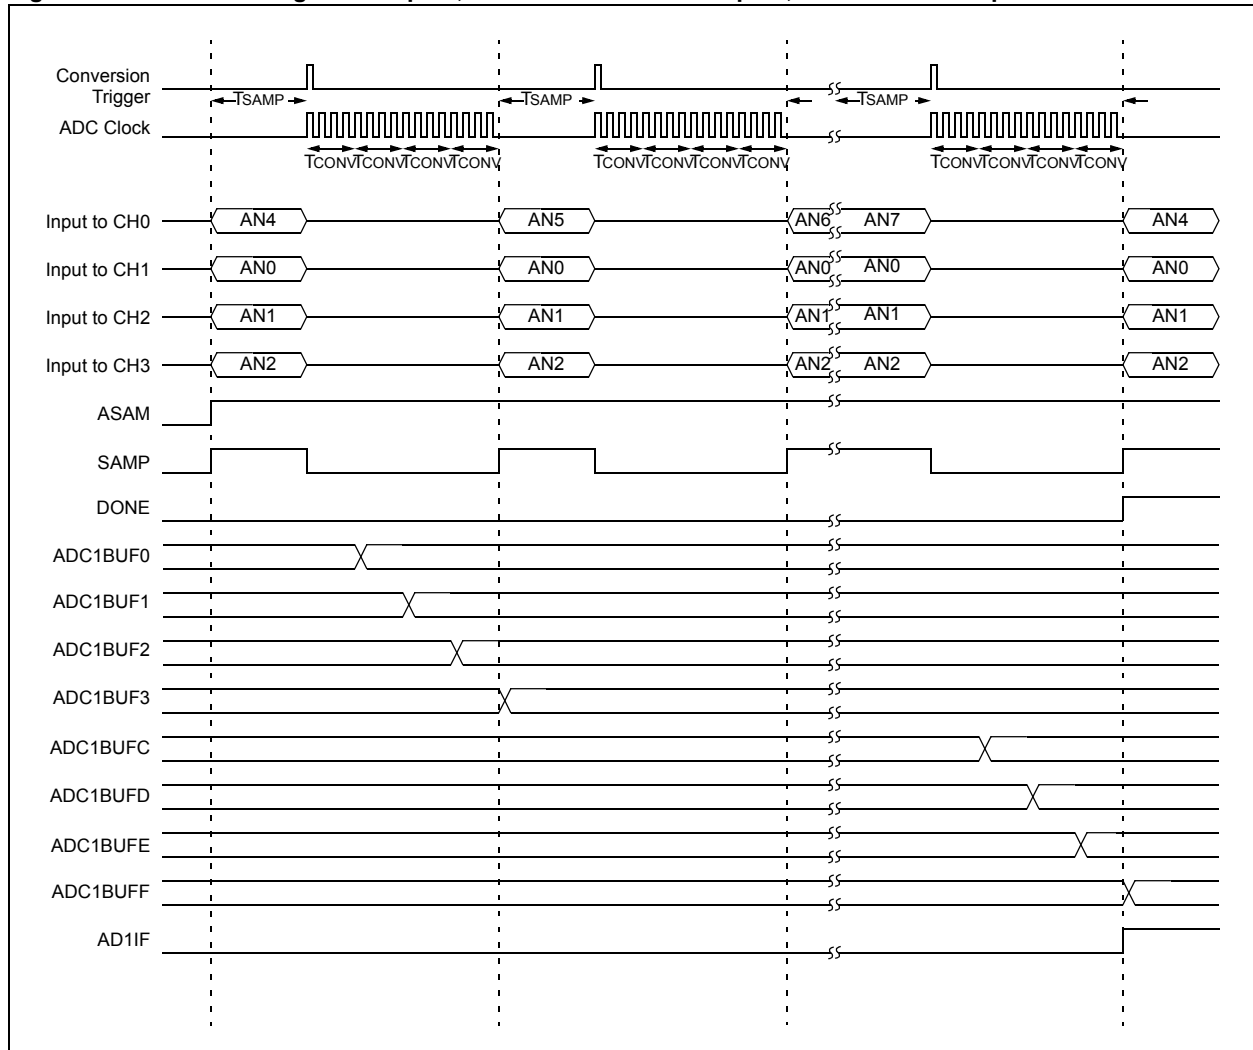 Conversion
Trigger
TSAMP TSAMP TSAMP
ADC Clock
TCONV TCONV TCONV TCONV TCONV TCONV TCONV TCONV TCONV TCONV TCONV TCONV
Input to CH0 AN4 AN5 AN6 AN7 AN4
Input to CH1 AN0 AN0 AN0 AN0 AN0
Input to CH2 AN1 AN1 AN1 AN1 AN1
Input to CH3 AN2 AN2 AN2 AN2 AN2
ASAM
SAMP
DONE
ADC1BUF0
ADC1BUF1
ADC1BUF2
ADC1BUF3
ADC1BUFC
ADC1BUFD
ADC1BUFE
ADC1BUFF
AD1IF